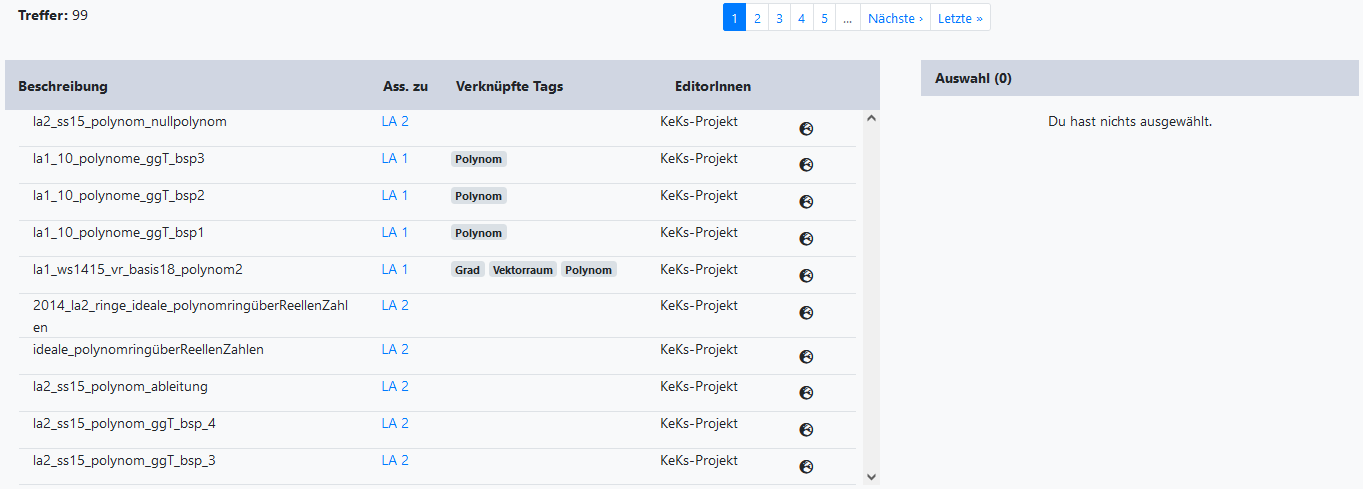 Treffer: 99
1 2 3 4 5 ... Nächste › Letzte »
Beschreibung Ass. zu Verknüpfte Tags EditorInnen
Auswahl (0)
Du hast nichts ausgewählt.
la2_ss15_polynom_nullpolynom LA 2 KeKs-Projekt
la1_10_polynome_ggT_bsp3 LA 1 Polynom KeKs-Projekt
la1_10_polynome_ggT_bsp2 LA 1 Polynom KeKs-Projekt
la1_10_polynome_ggT_bsp1 LA 1 Polynom KeKs-Projekt
la1_ws1415_vr_basis18_polynom2 LA 1 Grad Vektorraum Polynom KeKs-Projekt
2014_la2_ringe_ideale_polynomringüberReellenZahl LA 2 KeKs-Projekt
en
ideale_polynomringüberReellenZahlen LA 2 KeKs-Projekt
la2_ss15_polynom_ableitung LA 2 KeKs-Projekt
la2_ss15_polynom_ggT_bsp_4 LA 2 KeKs-Projekt
la2_ss15_polynom_ggT_bsp_3 LA 2 KeKs-Projekt